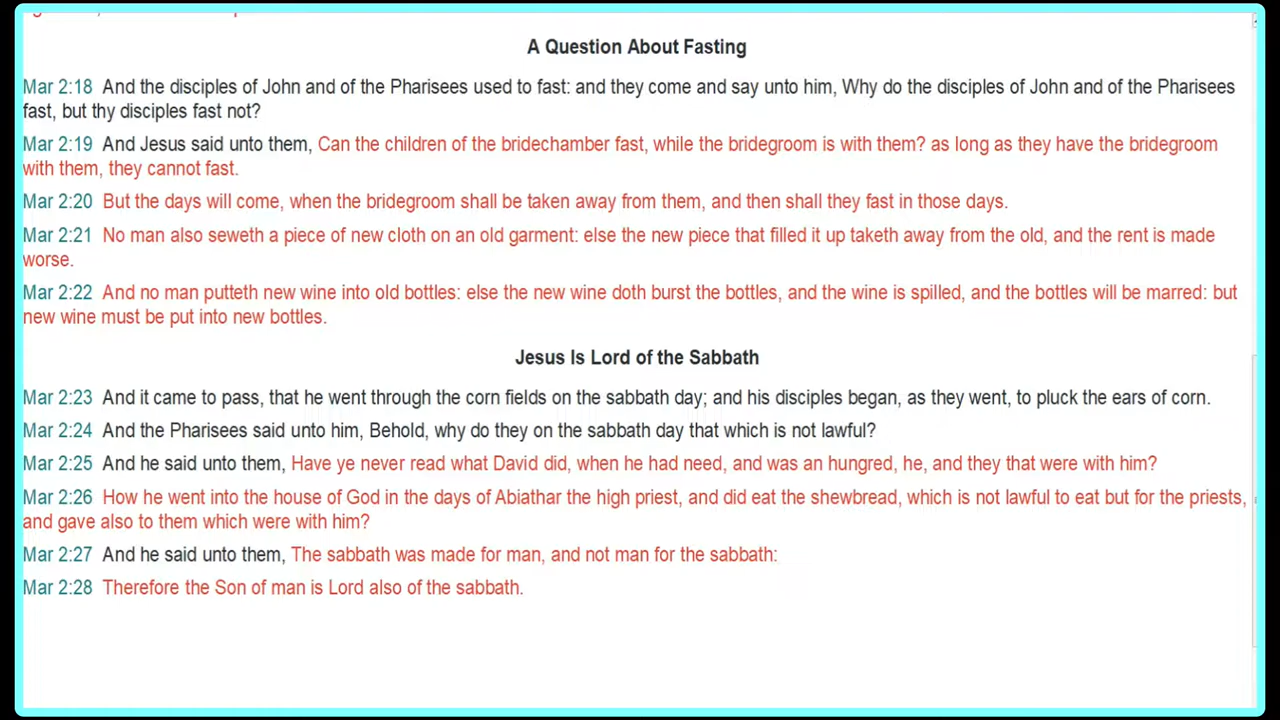 A Question About Fasting
Mar 2:18 And the disciples of John and of the Pharisees used to fast: and they come and say unto him, Why do the disciples of John and of the Pharisees
fast, but thy disciples fast not?
Mar 2:19 And Jesus said unto them, Can the children of the bridechamber fast, while the bridegroom is with them? as long as they have the bridegroom
with them, they cannot fast.
Mar 2:20 But the days will come, when the bridegroom shall be taken away from them, and then shall they fast in those days.
Mar 2:21 No man also seweth a piece of new cloth on an old garment: else the new piece that filled it up taketh away from the old, and the rent is made
worse.
Mar 2:22 And no man putteth new wine into old bottles: else the new wine doth burst the bottles, and the wine is spilled, and the bottles will be marred: but
new wine must be put into new bottles.
Jesus Is Lord of the Sabbath
Mar 2:23 And it came to pass, that he went through the corn fields on the sabbath day; and his disciples began, as they went, to pluck the ears of corn.
Mar 2:24 And the Pharisees said unto him, Behold, why do they on the sabbath day that which is not lawful?
Mar 2:25 And he said unto them, Have ye never read what David did, when he had need, and was an hungred, he, and they that were with him?
Mar 2:26 How he went into the house of God in the days of Abiathar the high priest, and did eat the shewbread, which is not lawful to eat but for the priests,
and gave also to them which were with him?
Mar 2:27 And he said unto them, The sabbath was made for man, and not man for the sabbath:
Mar 2:28 Therefore the Son of man is Lord also of the sabbath.